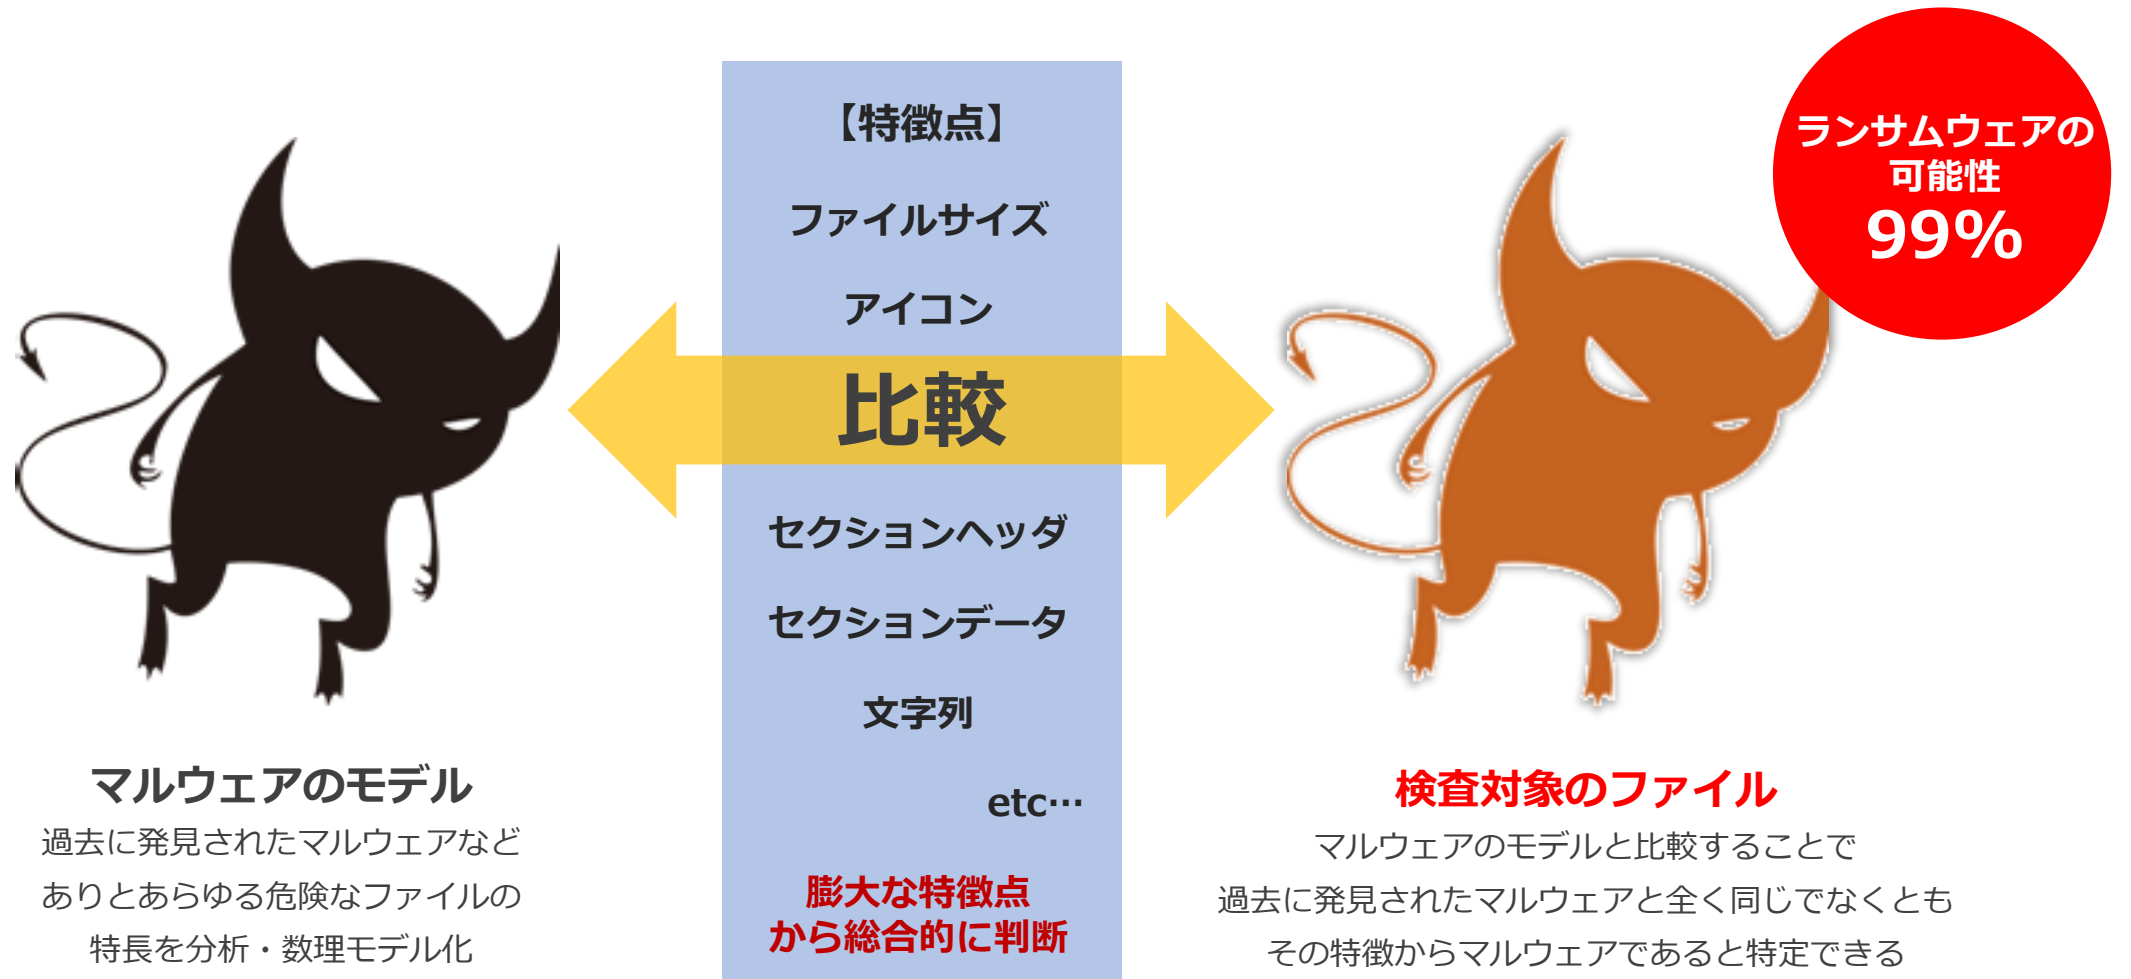 マルウェアのモデル
過去に発見されたマルウェアなど
ありとあらゆる危険なファイルの
特長を分析・数理モデル化
【特徴点】
ファイルサイズ
アイコン
比較
セクションヘッダ
セクションデータ
文字列
etc…
膨大な特徴点
から総合的に判断
ランサムウェアの
可能性
99%
検査対象のファイル
マルウェアのモデルと比較することで
過去に発見されたマルウェアと全く同じでなくとも
その特徴からマルウェアであると特定できる